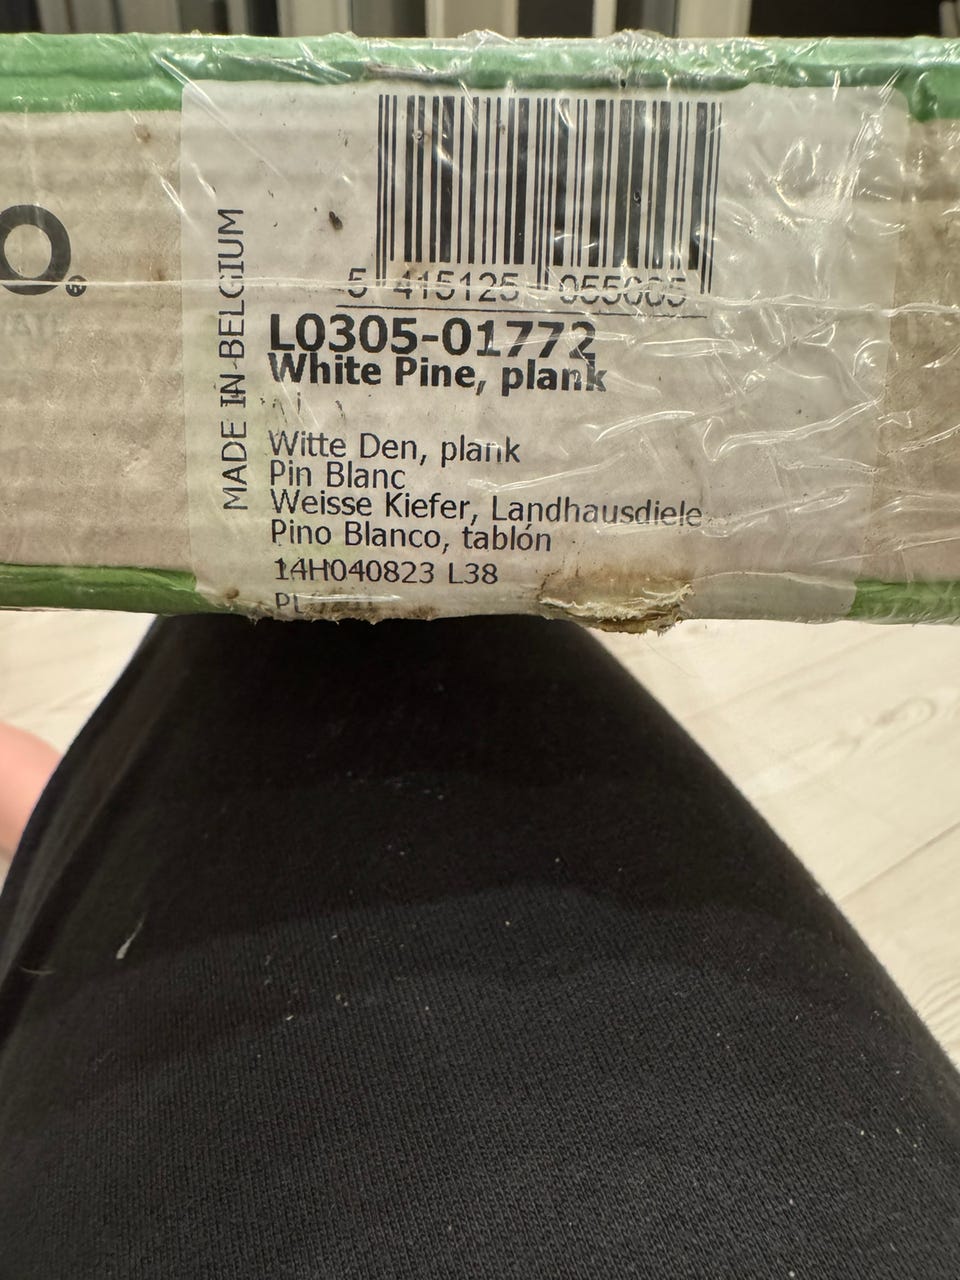 O.
MADE IN BELGIUM
5 415125
L0305-01772
White Pine, plank
Witte Den, plank
Pin Blanc
Weisse Kiefer, Landhausdiele
Pino Blanco, tablón
14H040823 L38